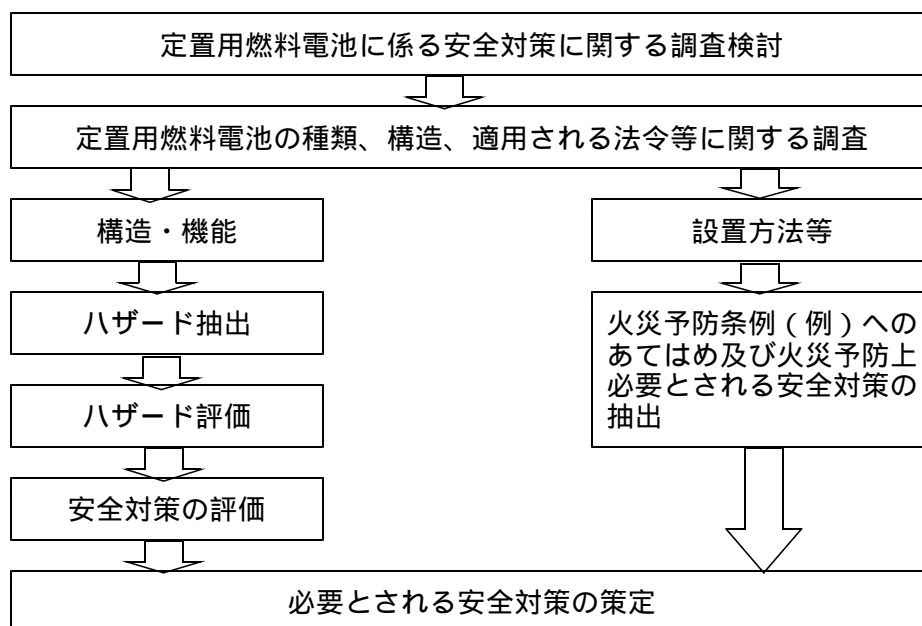 定置用燃料電池に係る安全対策に関する調査検討
定置用燃料電池の種類、構造、適用される法令等に関する調査
構造・機能
ハザード抽出
ハザード評価
安全対策の評価
設置方法等
火災予防条例（例）への
あてはめ及び火災予防上
必要とされる安全対策の
抽出
必要とされる安全対策の策定